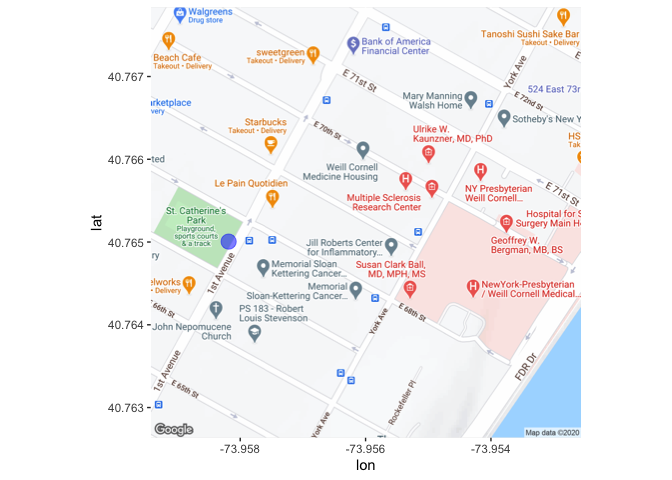 Walgreens
Drug store
Tanoshi Sushi Sake Bar
Takeout • Delivery
Bank of America
Financial Center
sweetgreen
Takeout • Delivery
Beach Cafe
Takeout • Delivery
York Ave
E 71st St
524 East 73r
E 72nd St
Mary Manning
Walsh Home
Sotheby's New Y
arketplace
very
Starbucks
Takeout • Delivery
E 70th St
Ulrike W.
Kaunzner, MD, PhD
HS
Take
ted
Weill Cornell
Medicine Housing
Le Pain Quotidien
Multiple Sclerosis
Research Center
NY Presbyterian
Weill Cornell...
E 71st St
St. Catherine's
Park
Playground,
sports courts
& a track
Hospital for S
Surgery Main H
Geoffrey W.
Bergman, MB, BS
Jill Roberts Center
for Inflammatory...
ry
1st Avenue
Memorial Sloan
Kettering Cancer...
Susan Clark Ball,
MD, MPH, MS
elworks
• Delivery
Memorial
Sloan-Kettering Cancer...
NewYork-Presbyterian
/ Weill Cornell Medical...
66th St
PS 183 - Robert
Louis Stevenson
John Nepomucene
Church
York Ave
E 68th St
1st Avenue
E 65th St
FDR Dr
Rockefeller Pl
York Ave
Google
Map data ©2020
40.767
40.766
40.765
40.764
40.763
lat
-73.958
-73.956
-73.954
lon